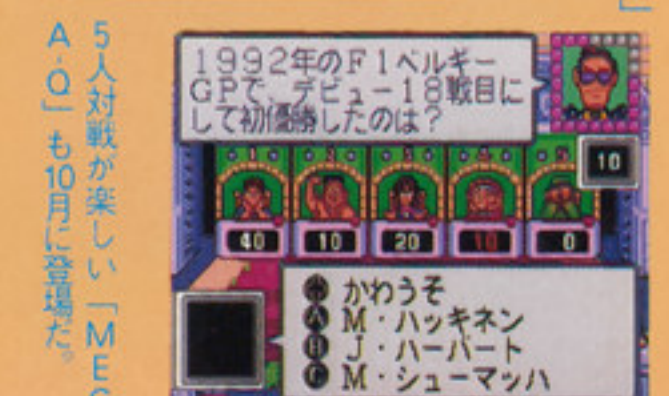 5人対戦が楽しい「MEG
A-Q」も10月に登場だ。
1992年のF1ベルギー
GPで、デビュー18戦目に
して初優勝したのは?
10
40 10 20 10 0
かわうそ
A M・ハッキネン
B J・ハーバート
C M・シューマッハ